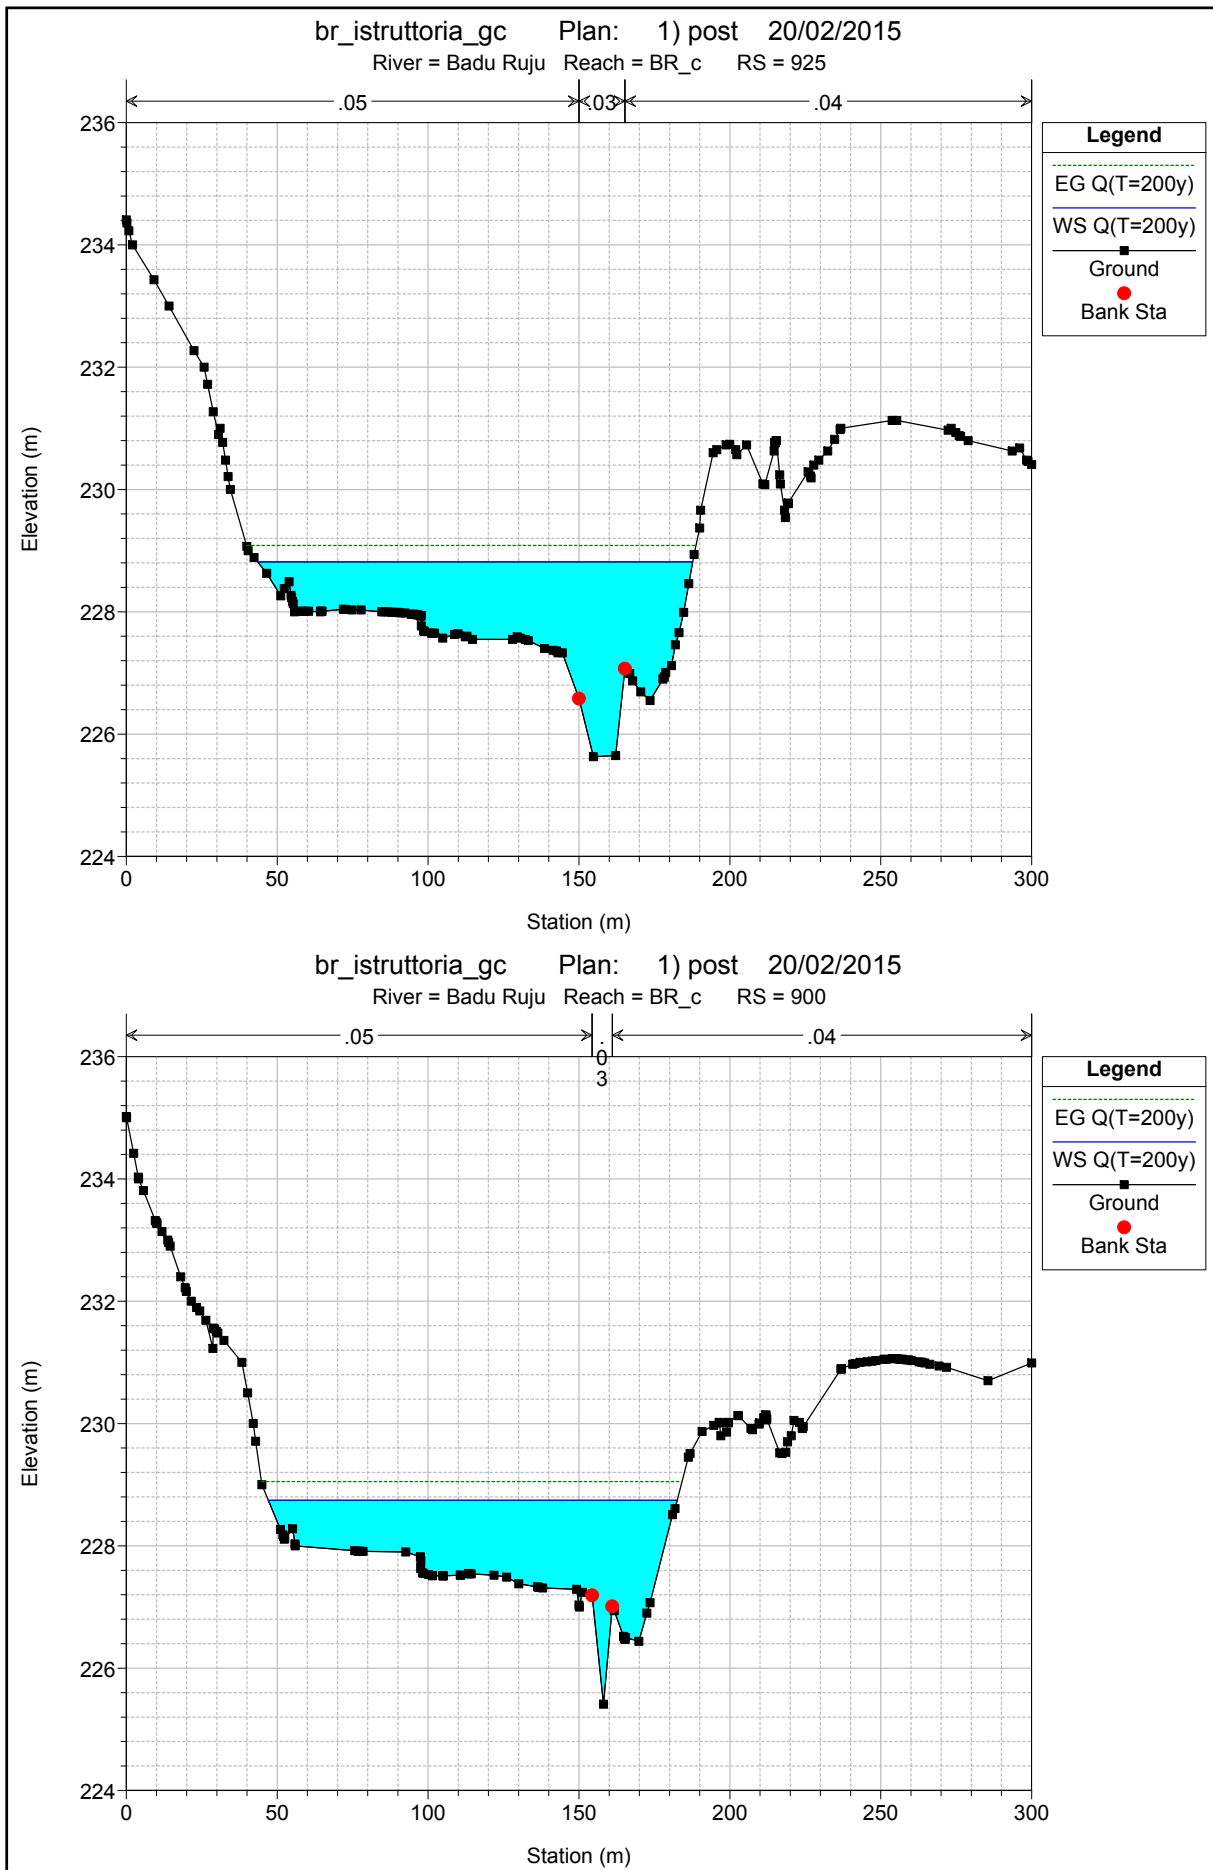 br_istruttoria_gc Plan: 1) post 20/02/2015
River = Badu Ruju Reach = BR_c RS = 925
.05 .03 .04
236
234
232
230
228
226
224
0 50 100 150 200 250 300
Station (m)
Elevation (m)
Legend
EG Q(T=200y)
WS Q(T=200y)
Ground
Bank Sta
br_istruttoria_gc Plan: 1) post 20/02/2015
River = Badu Ruju Reach = BR_c RS = 900
.05 .03 .04
236
234
232
230
228
226
224
0 50 100 150 200 250 300
Station (m)
Elevation (m)
Legend
EG Q(T=200y)
WS Q(T=200y)
Ground
Bank Sta